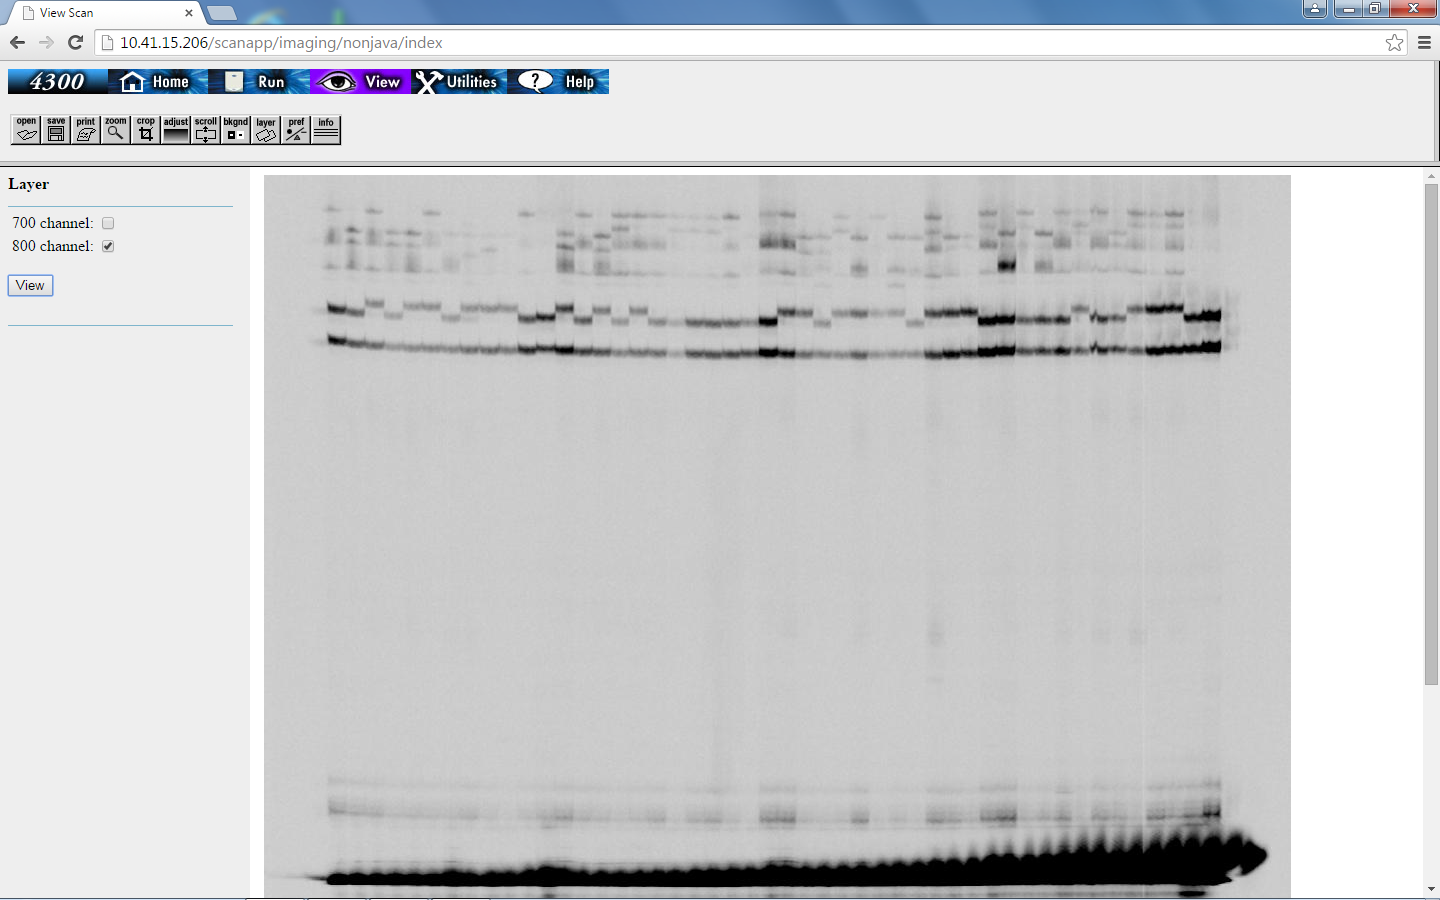 View Scan
10.41.15.206/scanapp/imaging/nonjava/index
4300 Home Run View Utilities Help
open save print zoom crop adjust scroll bkgnd layer pref info
Layer
700 channel:
800 channel:
View